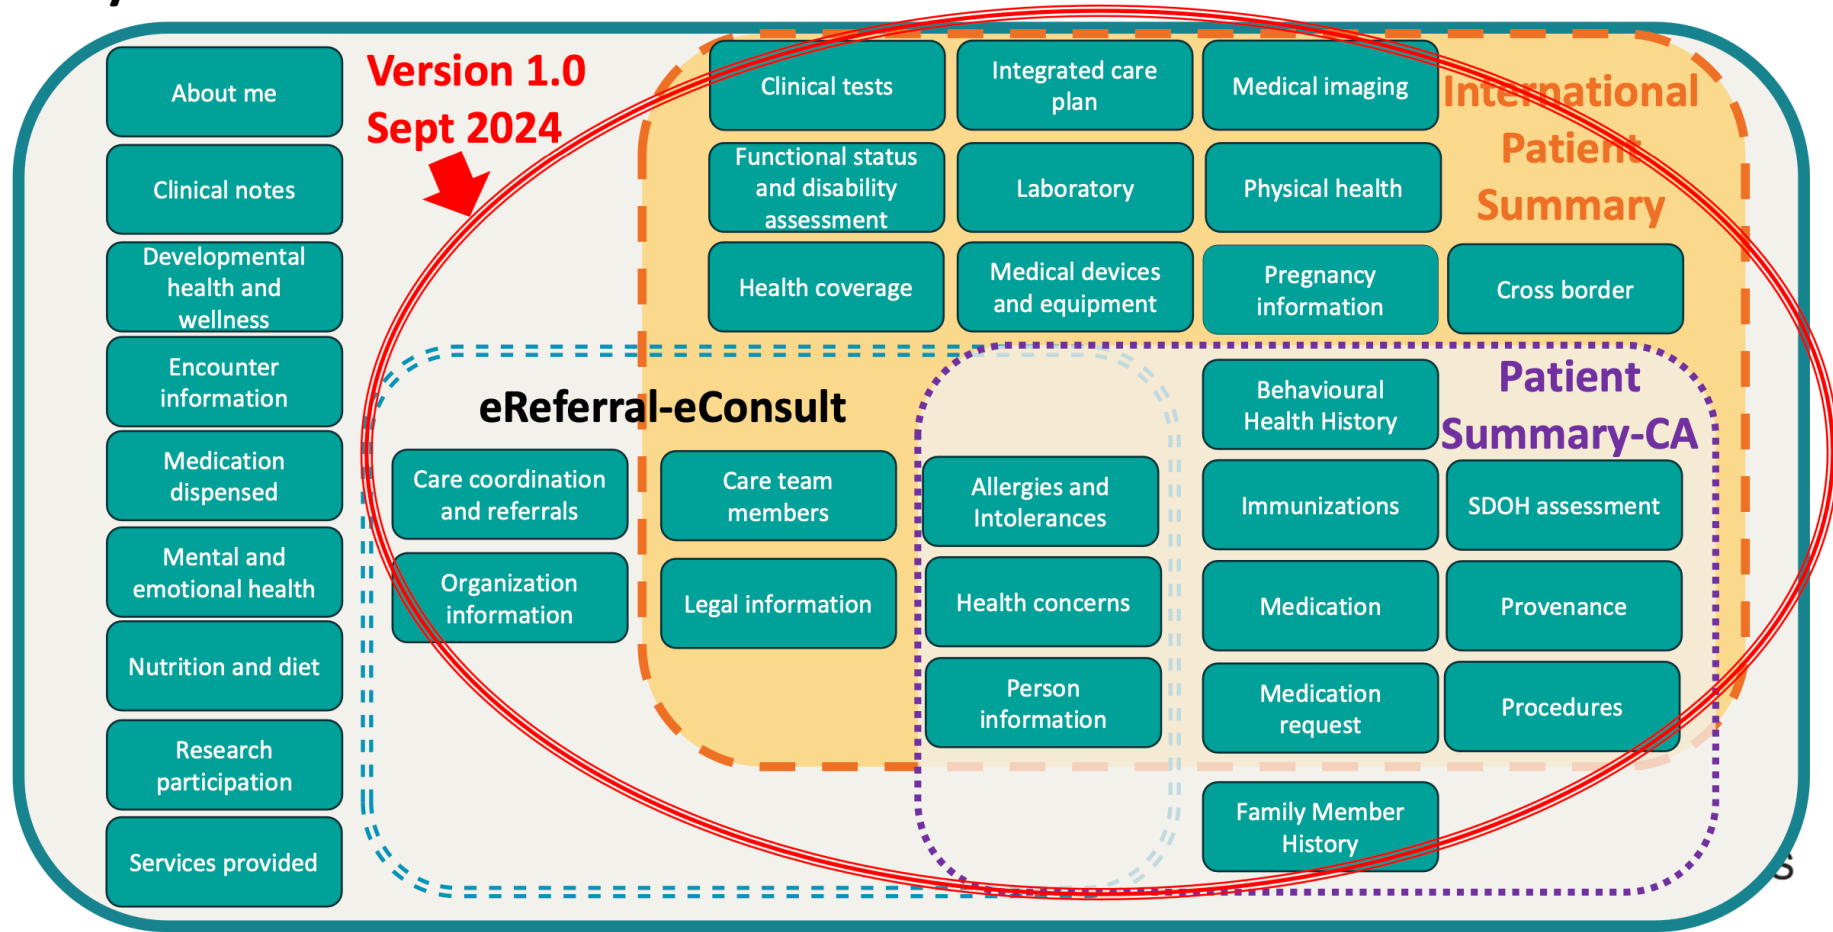 About me
Clinical notes
Developmental
health and
wellness
Encounter
information
Medication
dispensed
Mental and
emotional health
Nutrition and diet
Research
participation
Services provided
Version 1.0
Sept 2024
Clinical tests
Integrated care
plan
Medical imaging
International
Patient
Summary
Functional status
and disability
assessment
Laboratory
Physical health
Health coverage
Medical devices
and equipment
Pregnancy
information
Cross border
eReferral-eConsult
Care coordination
and referrals
Care team
members
Organization
information
Legal information
Patient
Summary-CA
Allergies and
Intolerances
Health concerns
Person
information
Behavioural
Health History
Immunizations
SDOH assessment
Medication
Provenance
Medication
request
Procedures
Family Member
History